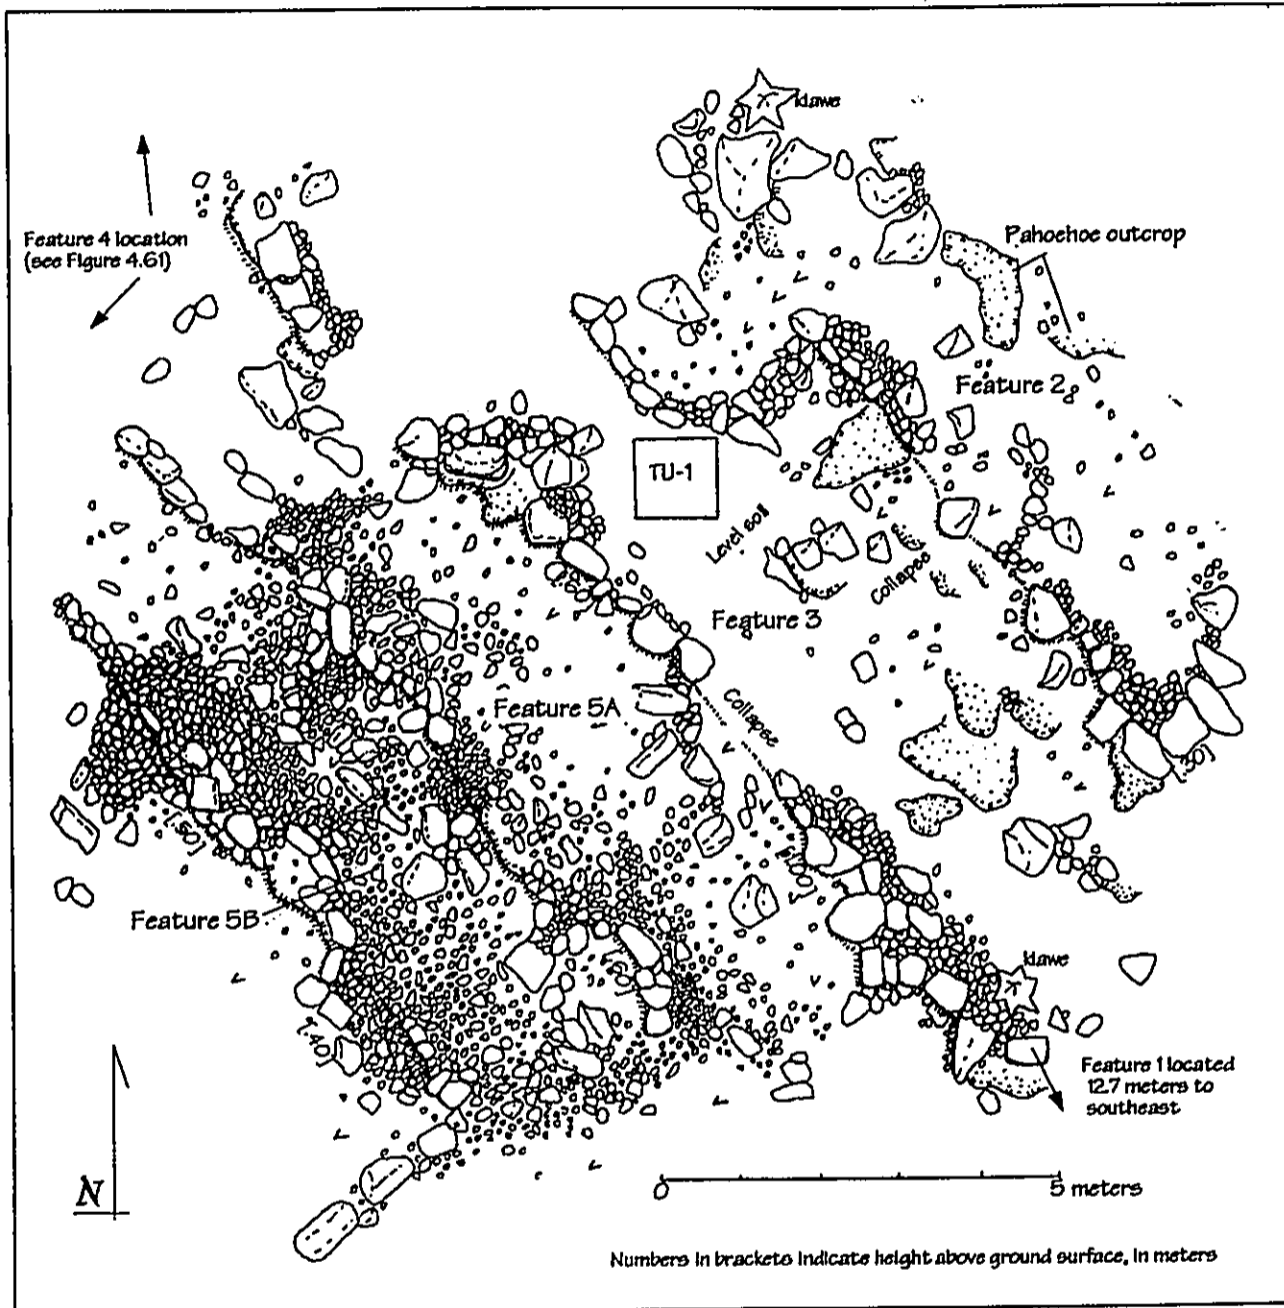 kiawe
Feature 4 location
(see Figure 4.61)
Pahoehoe outcrop
Feature 2
TU-1
Level soil
Collapse
Feature 3
Feature 5A
Collapse
[.30]
[.50]
Feature 5B
[.40]
kiawe
Feature 1 located
12.7 meters to
southeast
N
0
5 meters
Numbers in brackets indicate height above ground surface, in meters